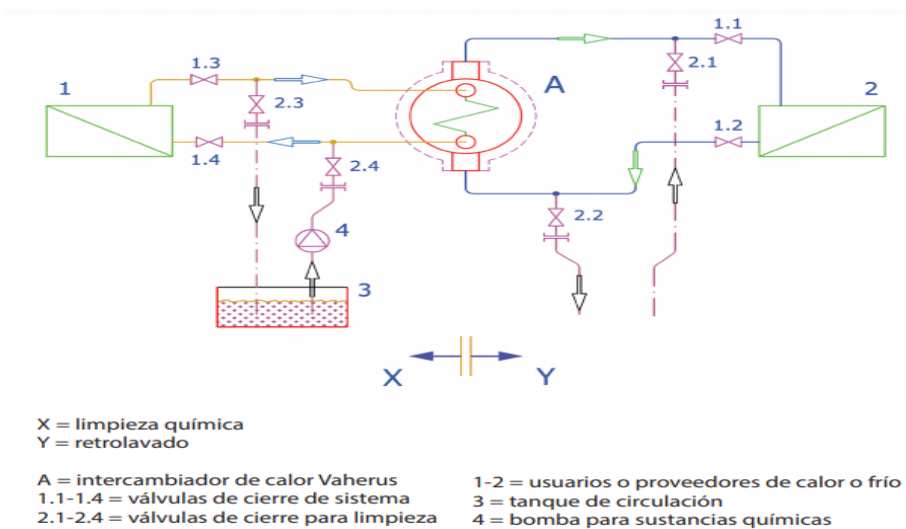 1.1
1.3
2.1
1
A
2
2.3
1.2
1.4
2.4
2.2
4
3
X
Y
X = limpieza química
Y = retrolavado
A = intercambiador de calor Vaherus
1.1-1.4 = válvulas de cierre de sistema
2.1-2.4 = válvulas de cierre para limpieza
1-2 = usuarios o proveedores de calor o frío
3 = tanque de circulación
4 = bomba para sustancias químicas